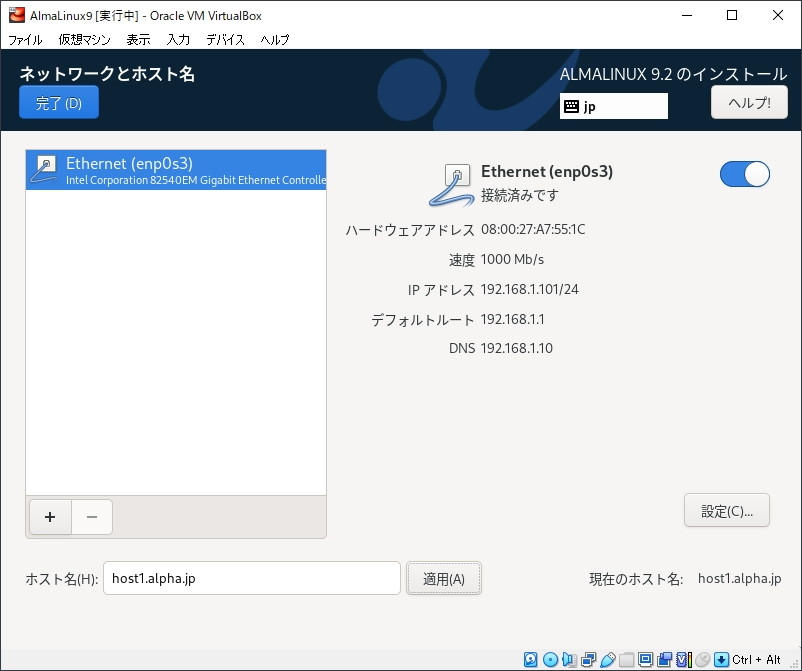 AlmaLinux9 [実行中] - Oracle VM VirtualBox
ファイル 仮想マシン 表示 入力 デバイス ヘルプ
ネットワークとホスト名
ALMALINUX 9.2 のインストール
完了(D)
jp
ヘルプ!
Ethernet (enp0s3)
Intel Corporation 82540EM Gigabit Ethernet Controlle
Ethernet (enp0s3)
接続済みです
ハードウェアアドレス 08:00:27:A7:55:1C
速度 1000 Mb/s
IP アドレス 192.168.1.101/24
デフォルトルート 192.168.1.1
DNS 192.168.1.10
+ −
設定(C)...
ホスト名(H): host1.alpha.jp 適用(A) 現在のホスト名: host1.alpha.jp
Ctrl + Alt